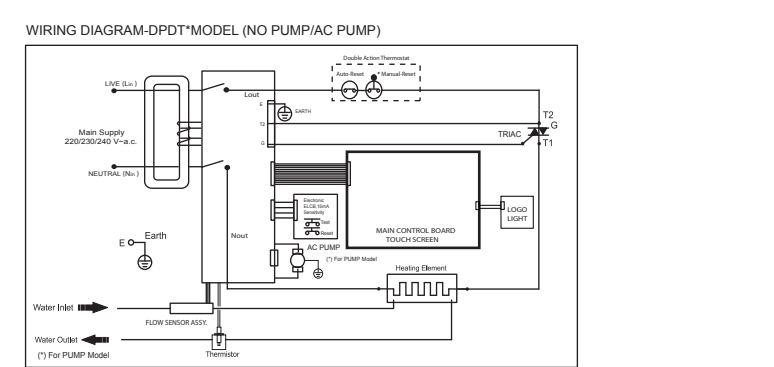 WIRING DIAGRAM-DPDT*MODEL (NO PUMP/AC PUMP)
Double Action Thermostat
Auto-Reset
* Manual-Reset
LIVE (Lin )
Lout
E
EARTH
T2
G
T2
G
TRIAC
T1
Main Supply
220/230/240 V~a.c.
NEUTRAL (Nin )
Electronic
ELCB,15mA
Sensitivity
Test
Reset
LOGO
LIGHT
MAIN CONTROL BOARD
TOUCH SCREEN
Nout
Earth
E
AC PUMP
(*) For PUMP Model
Heating Element
Water Inlet
FLOW SENSOR ASSY.
Water Outlet
Thermistor
(*) For PUMP Model